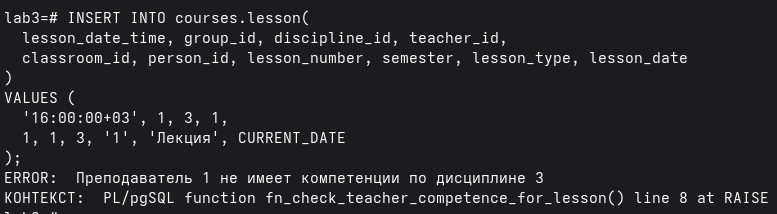 lab3=# INSERT INTO courses.lesson(
  lesson_date_time, group_id, discipline_id, teacher_id,
  classroom_id, person_id, lesson_number, semester, lesson_type, lesson_date
)
VALUES (
  '16:00:00+03', 1, 3, 1,
  1, 1, 3, '1', 'Лекция', CURRENT_DATE
);
ERROR:  Преподаватель 1 не имеет компетенции по дисциплине 3
КОНТЕКСТ:  PL/pgSQL function fn_check_teacher_competence_for_lesson() line 8 at RAISE
lab3=#